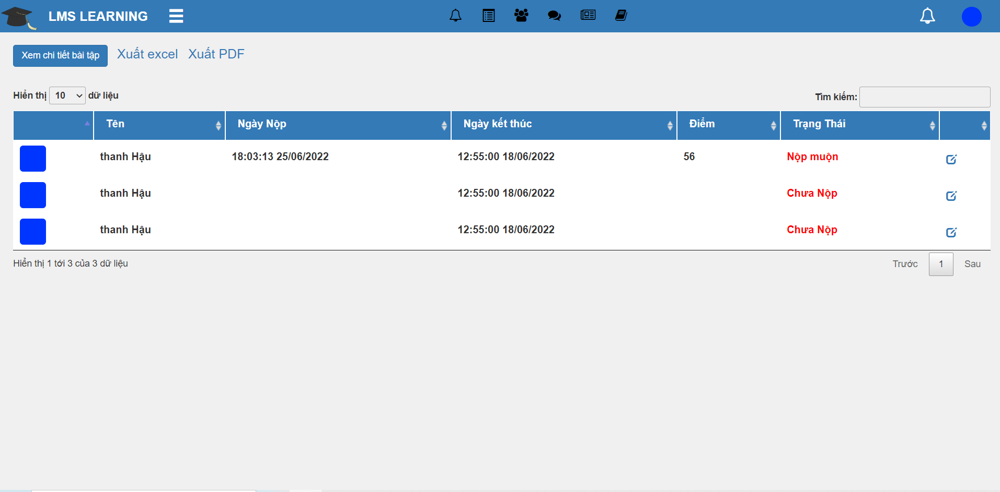 LMS LEARNING
Xem chi tiết bài tập Xuất excel Xuất PDF
Hiển thị 10 dữ liệu Tìm kiếm:
Tên Ngày Nộp Ngày kết thúc Điểm Trạng Thái
thanh Hậu 18:03:13 25/06/2022 12:55:00 18/06/2022 56 Nộp muộn
thanh Hậu 12:55:00 18/06/2022 Chưa Nộp
thanh Hậu 12:55:00 18/06/2022 Chưa Nộp
Hiển thị 1 tới 3 của 3 dữ liệu Trước 1 Sau